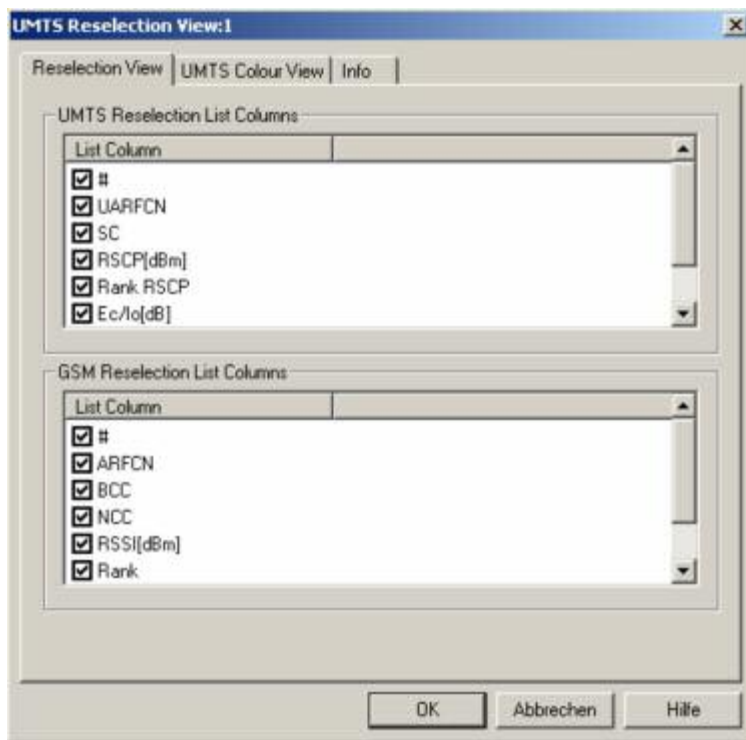 UMTS Reselection View:1
Reselection View UMTS Colour View Info
UMTS Reselection List Columns
List Column
#
UARFCN
SC
RSCP[dBm]
Rank RSCP
Ec/Io[dB]
GSM Reselection List Columns
List Column
#
ARFCN
BCC
NCC
RSSI[dBm]
Rank
OK Abbrechen Hilfe